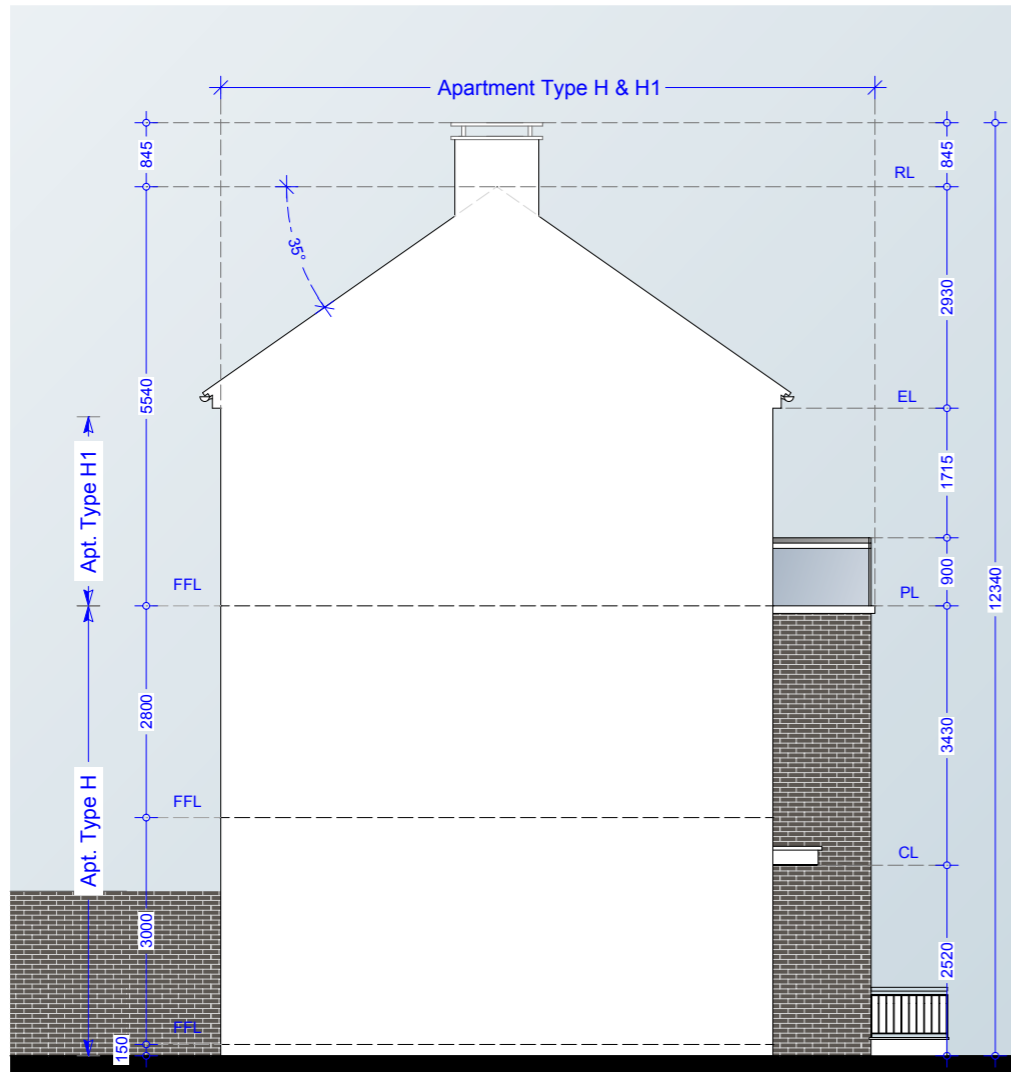 Apartment Type H & H1
845
845
RL
35°
2930
5540
EL
Apt. Type H1
1715
900
12340
FFL
PL
2800
3430
FFL
Apt. Type H
CL
3000
2520
FFL
150